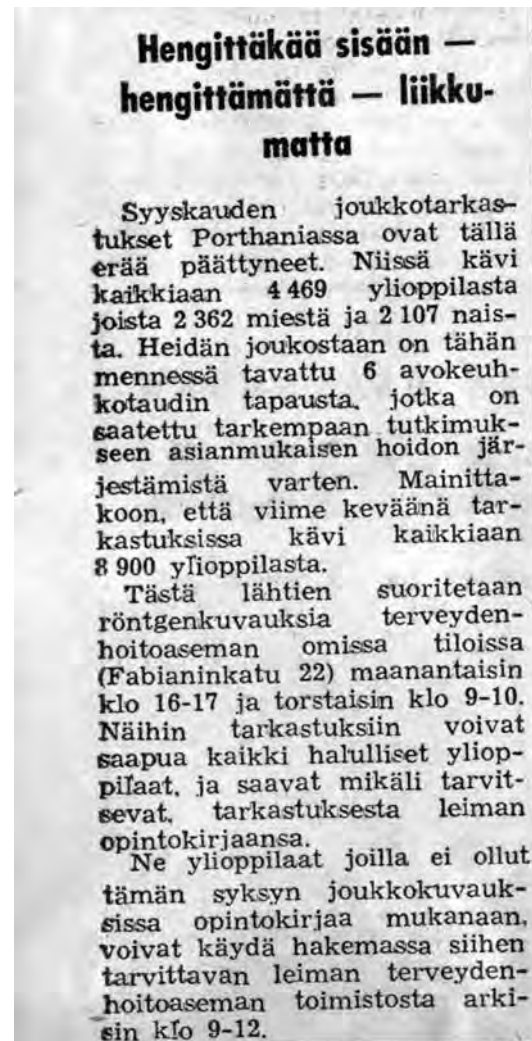 Hengittäkää sisään —
hengittämättä — liikku-
matta
Syyskauden joukkotarkas-
tukset Porthaniassa ovat tällä
erää päättyneet. Niissä kävi
kaikkiaan 4 469 ylioppilasta
joista 2 362 miestä ja 2 107 nais-
ta. Heidän joukostaan on tähän
mennessä tavattu 6 avokeuh-
kotaudin tapausta, jotka on
saatettu tarkempaan tutkimuk-
seen asianmukaisen hoidon jär-
jestämistä varten. Mainitta-
koon, että viime keväänä tar-
kastuksissa kävi kaikkiaan
8 900 ylioppilasta.
Tästä lähtien suoritetaan
röntgenkuvauksia terveyden-
hoitoaseman omissa tiloissa
(Fabianinkatu 22) maanantaisin
klo 16-17 ja torstaisin klo 9-10.
Näihin tarkastuksiin voivat
saapua kaikki halulliset yliop-
pilaat, ja saavat mikäli tarvit-
sevat, tarkastuksesta leiman
opintokirjaansa.
Ne ylioppilaat joilla ei ollut
tämän syksyn joukkokuvauk-
sissa opintokirjaa mukanaan,
voivat käydä hakemassa siihen
tarvittavan leiman terveyden-
hoitoaseman toimistosta arki-
sin klo 9-12.